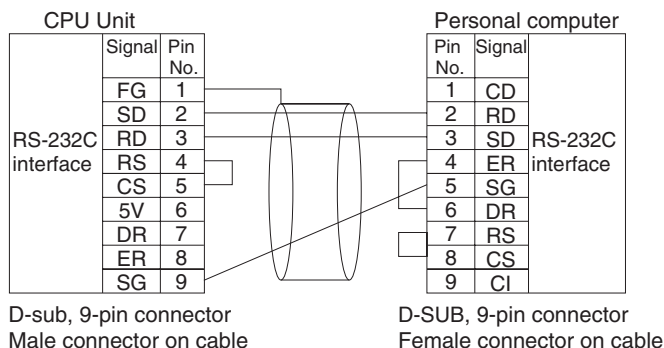 CPU Unit
Personal computer
Signal Pin No.
Pin No. Signal
FG 1
1 CD
SD 2
2 RD
RD 3
3 SD
RS-232C interface
RS-232C interface
RS 4
4 ER
CS 5
5 SG
5V 6
6 DR
DR 7
7 RS
ER 8
8 CS
SG 9
9 CI
D-sub, 9-pin connector
D-SUB, 9-pin connector
Male connector on cable
Female connector on cable